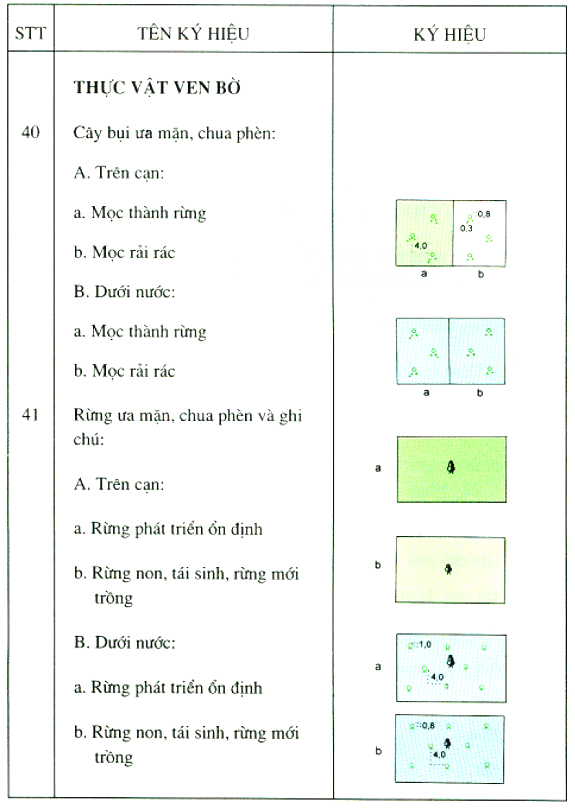 STT
TÊN KÝ HIỆU
KÝ HIỆU
THỰC VẬT VEN BỜ
40
Cây bụi ưa mặn, chua phèn:
A. Trên cạn:
a. Mọc thành rừng
0,8
0,3
4,0
b. Mọc rải rác
a
b
B. Dưới nước:
a. Mọc thành rừng
b. Mọc rải rác
a
b
41
Rừng ưa mặn, chua phèn và ghi
chú:
a
A. Trên cạn:
a. Rừng phát triển ổn định
b
b. Rừng non, tái sinh, rừng mới
trồng
B. Dưới nước:
1,0
a
4,0
a. Rừng phát triển ổn định
b. Rừng non, tái sinh, rừng mới
trồng
0,8
4,0
b